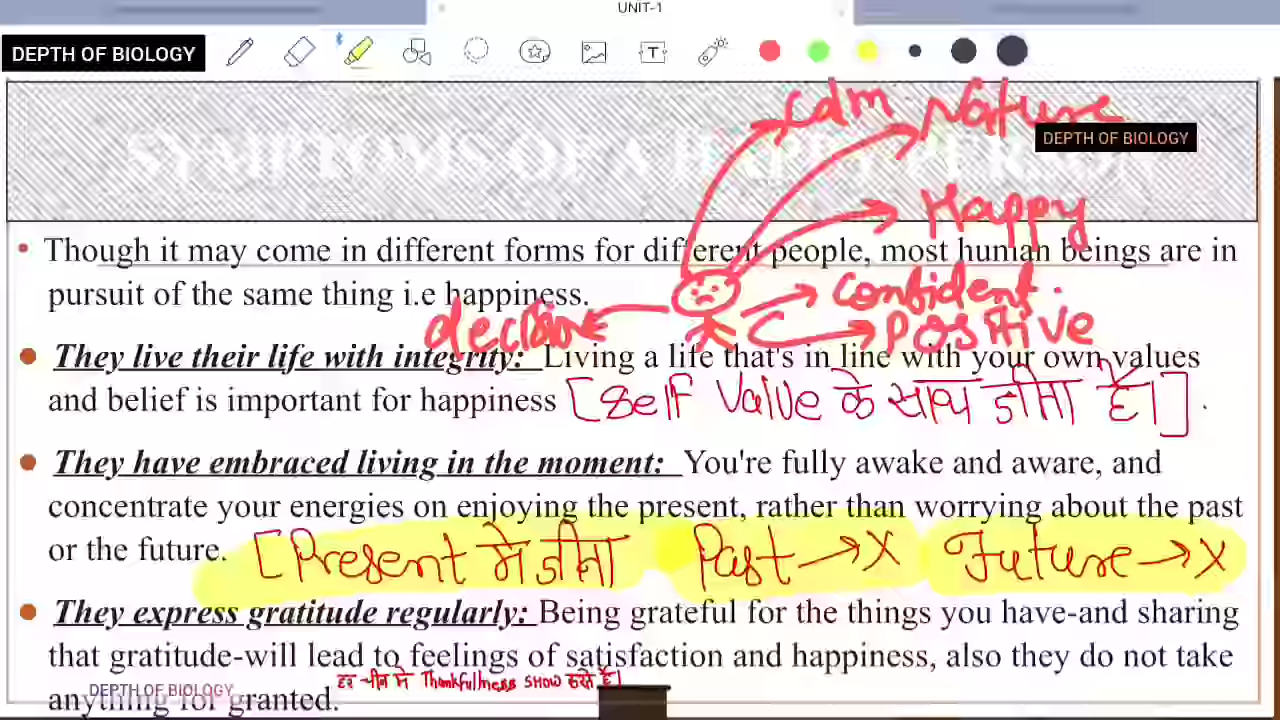 UNIT-1
DEPTH OF BIOLOGY
Calm Nature
DEPTH OF BIOLOGY
SYMPTOMS OF A HAPPY PERSON
Happy
• Though it may come in different forms for different people, most human beings are in
pursuit of the same thing i.e happiness.
confident.
decision
positive
• They live their life with integrity: Living a life that's in line with your own values
and belief is important for happiness [Self Value के साथ जीना है।]
• They have embraced living in the moment: You're fully awake and aware, and
concentrate your energies on enjoying the present, rather than worrying about the past
or the future. [Present मे जीना Past → X Future → X
• They express gratitude regularly: Being grateful for the things you have-and sharing
that gratitude-will lead to feelings of satisfaction and happiness, also they do not take
हर चीज मे Thankfullness show करते है।
DEPTH OF BIOLOGY
anything for granted.